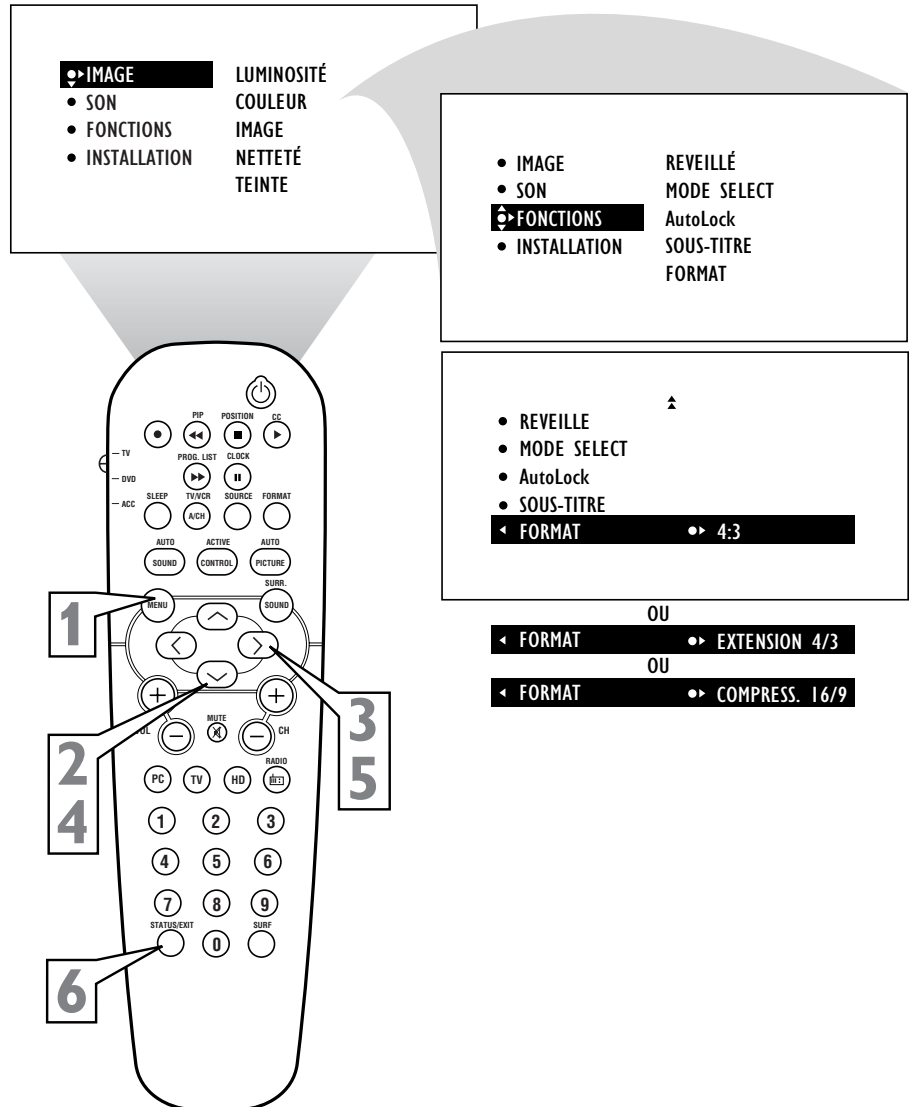 IMAGE LUMINOSITÉ
SON COULEUR
FONCTIONS IMAGE
INSTALLATION NETTETÉ
TEINTE
IMAGE REVEILLÉ
SON MODE SELECT
FONCTIONS AutoLock
INSTALLATION SOUS-TITRE
FORMAT
REVEILLE
MODE SELECT
AutoLock
SOUS-TITRE
FORMAT 4:3
OU
FORMAT EXTENSION 4/3
OU
FORMAT COMPRESS. 16/9
PIP POSITION CC
TV
PROG. LIST CLOCK
DVD
ACC
SLEEP TV/VCR SOURCE FORMAT
A/CH
AUTO ACTIVE AUTO
SOUND CONTROL PICTURE
SURR.
MENU SOUND
1
2
4
3
5
MUTE
OL CH
RADIO
PC TV HD
1 2 3
4 5 6
7 8 9
STATUS/EXIT 0 SURF
6